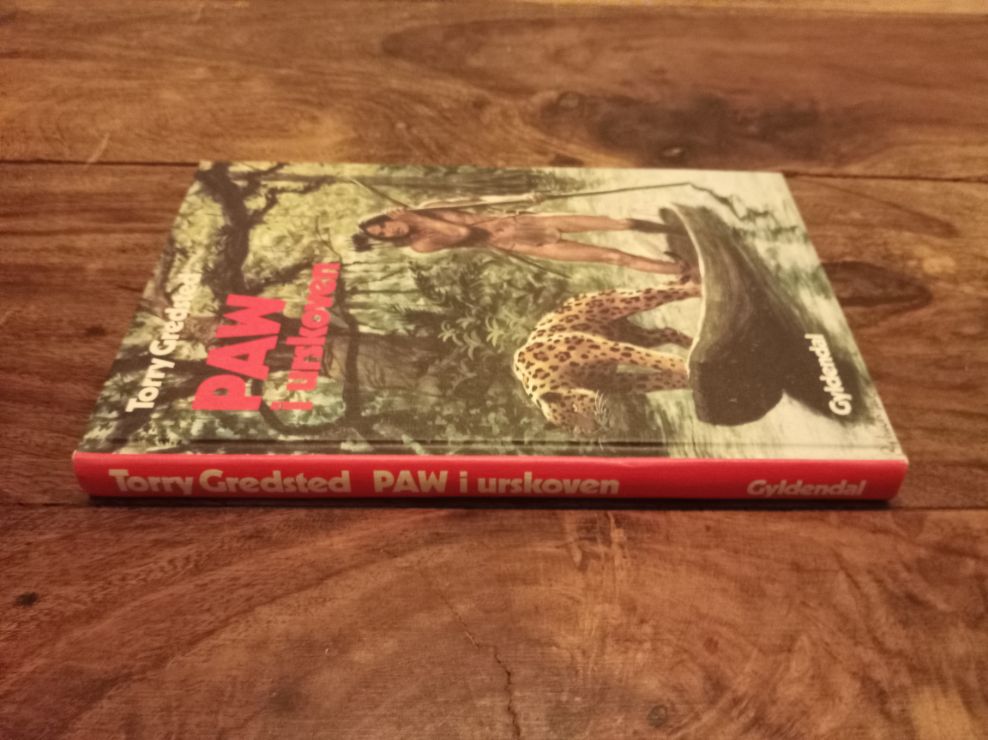 Torry Gredsted
PAW
i urskoven
Gyldendal
Torry Gredsted PAW i urskoven Gyldendal